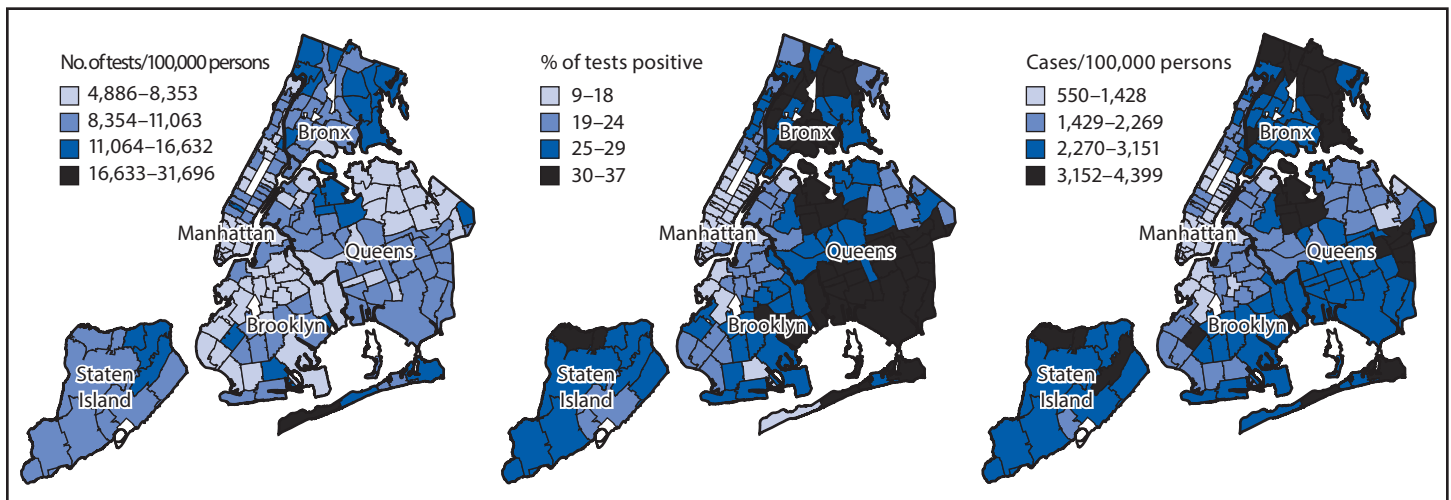 No. of tests/100,000 persons
4,886–8,353
8,354–11,063
11,064–16,632
16,633–31,696
Bronx
Manhattan
Queens
Brooklyn
Staten
Island
% of tests positive
9–18
19–24
25–29
30–37
Bronx
Manhattan
Queens
Brooklyn
Staten
Island
Cases/100,000 persons
550–1,428
1,429–2,269
2,270–3,151
3,152–4,399
Bronx
Manhattan
Queens
Brooklyn
Staten
Island